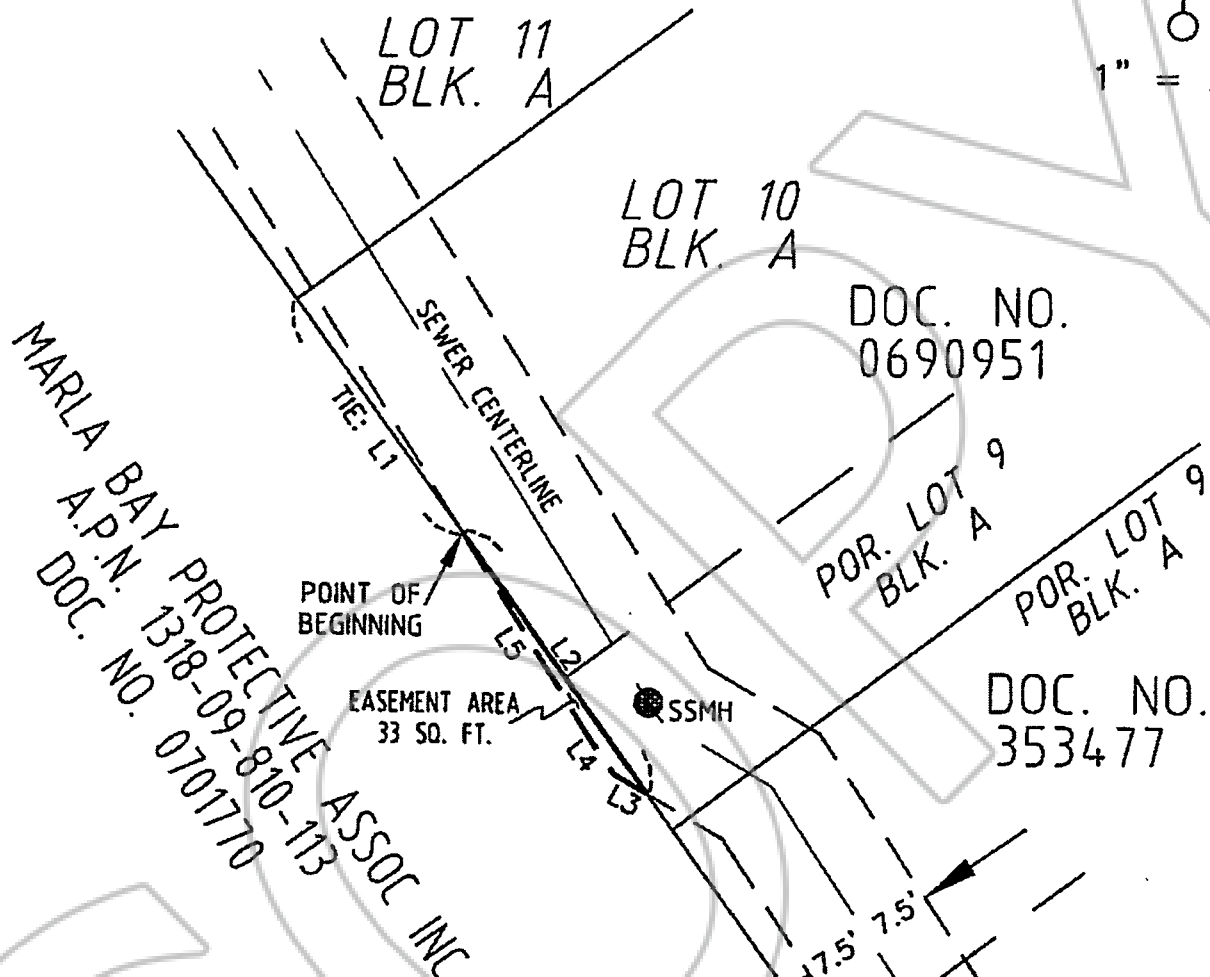 LOT 11
BLK. A
1" =
LOT 10
BLK. A
DOC. NO.
0690951
SEWER CENTERLINE
TIE: L1
POR. LOT 9
BLK. A
POR. LOT 9
BLK. A
MARLA BAY PROTECTIVE ASSOC INC
A.P.N. 1318-09-810-113
DOC. NO. 0701770
POINT OF
BEGINNING
L5
L2
EASEMENT AREA
33 SQ. FT.
SSMH
L4
L3
DOC. NO.
353477
7.5'
7.5'
COPY